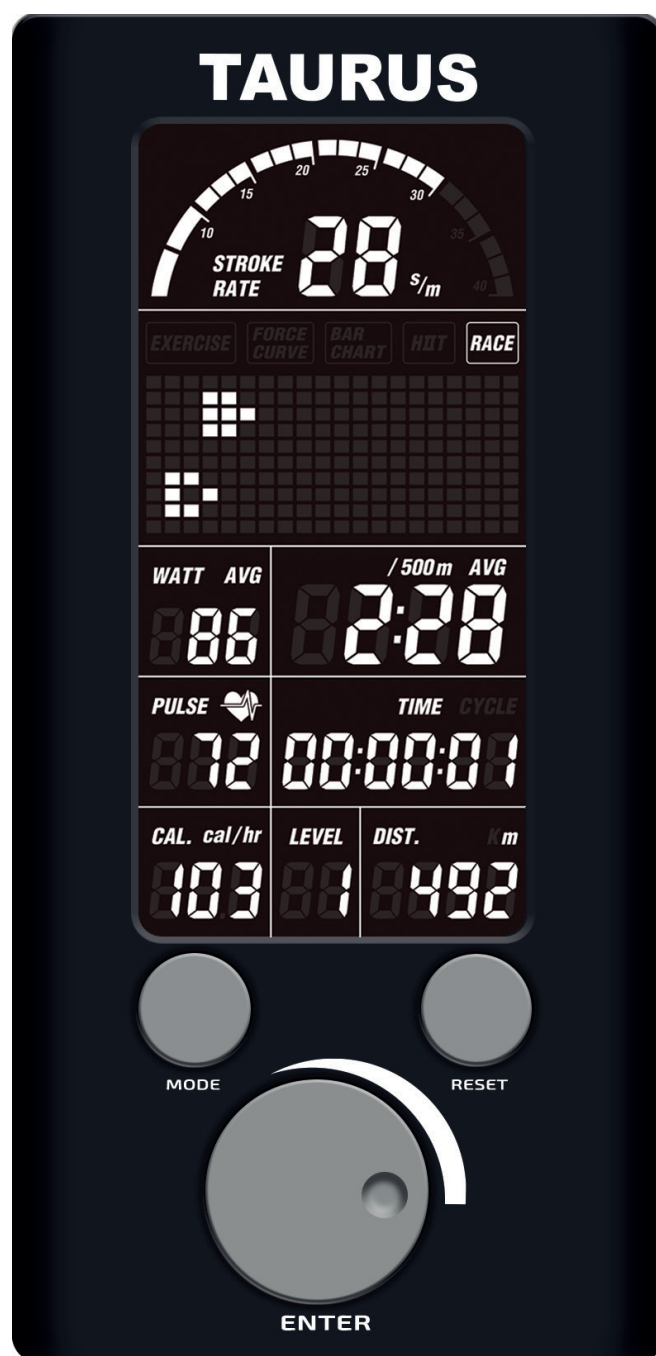 TAURUS
10 15 20 25 30 35 40
STROKE
RATE
28 s/m
EXERCISE FORCE CURVE BAR CHART HIIT RACE
WATT AVG
/500m AVG
86
2:28
PULSE
TIME CYCLE
72
00:00:01
CAL. cal/hr
LEVEL
DIST. Km
103
1
492
MODE
RESET
ENTER